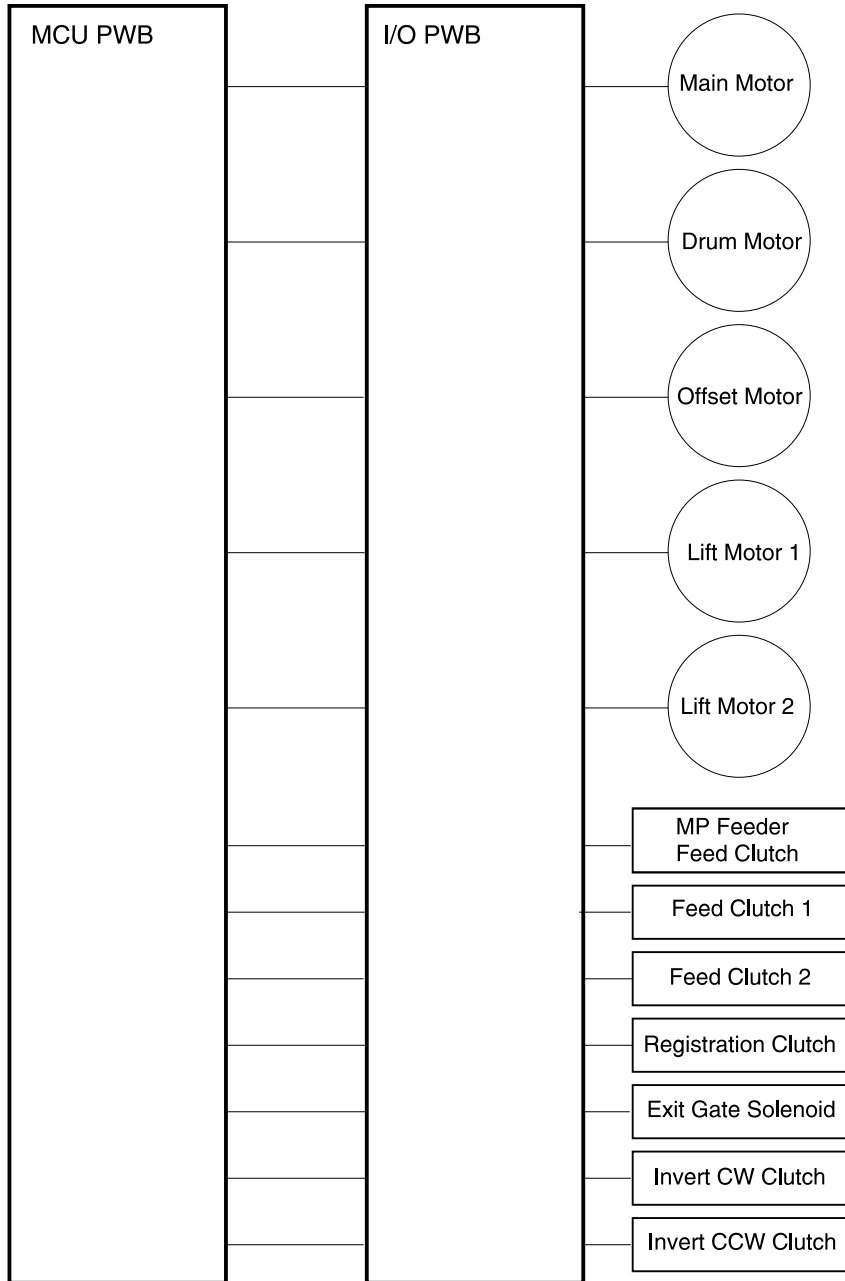 MCU PWB
I/O PWB
Main Motor
Drum Motor
Offset Motor
Lift Motor 1
Lift Motor 2
MP Feeder
Feed Clutch
Feed Clutch 1
Feed Clutch 2
Registration Clutch
Exit Gate Solenoid
Invert CW Clutch
Invert CCW Clutch